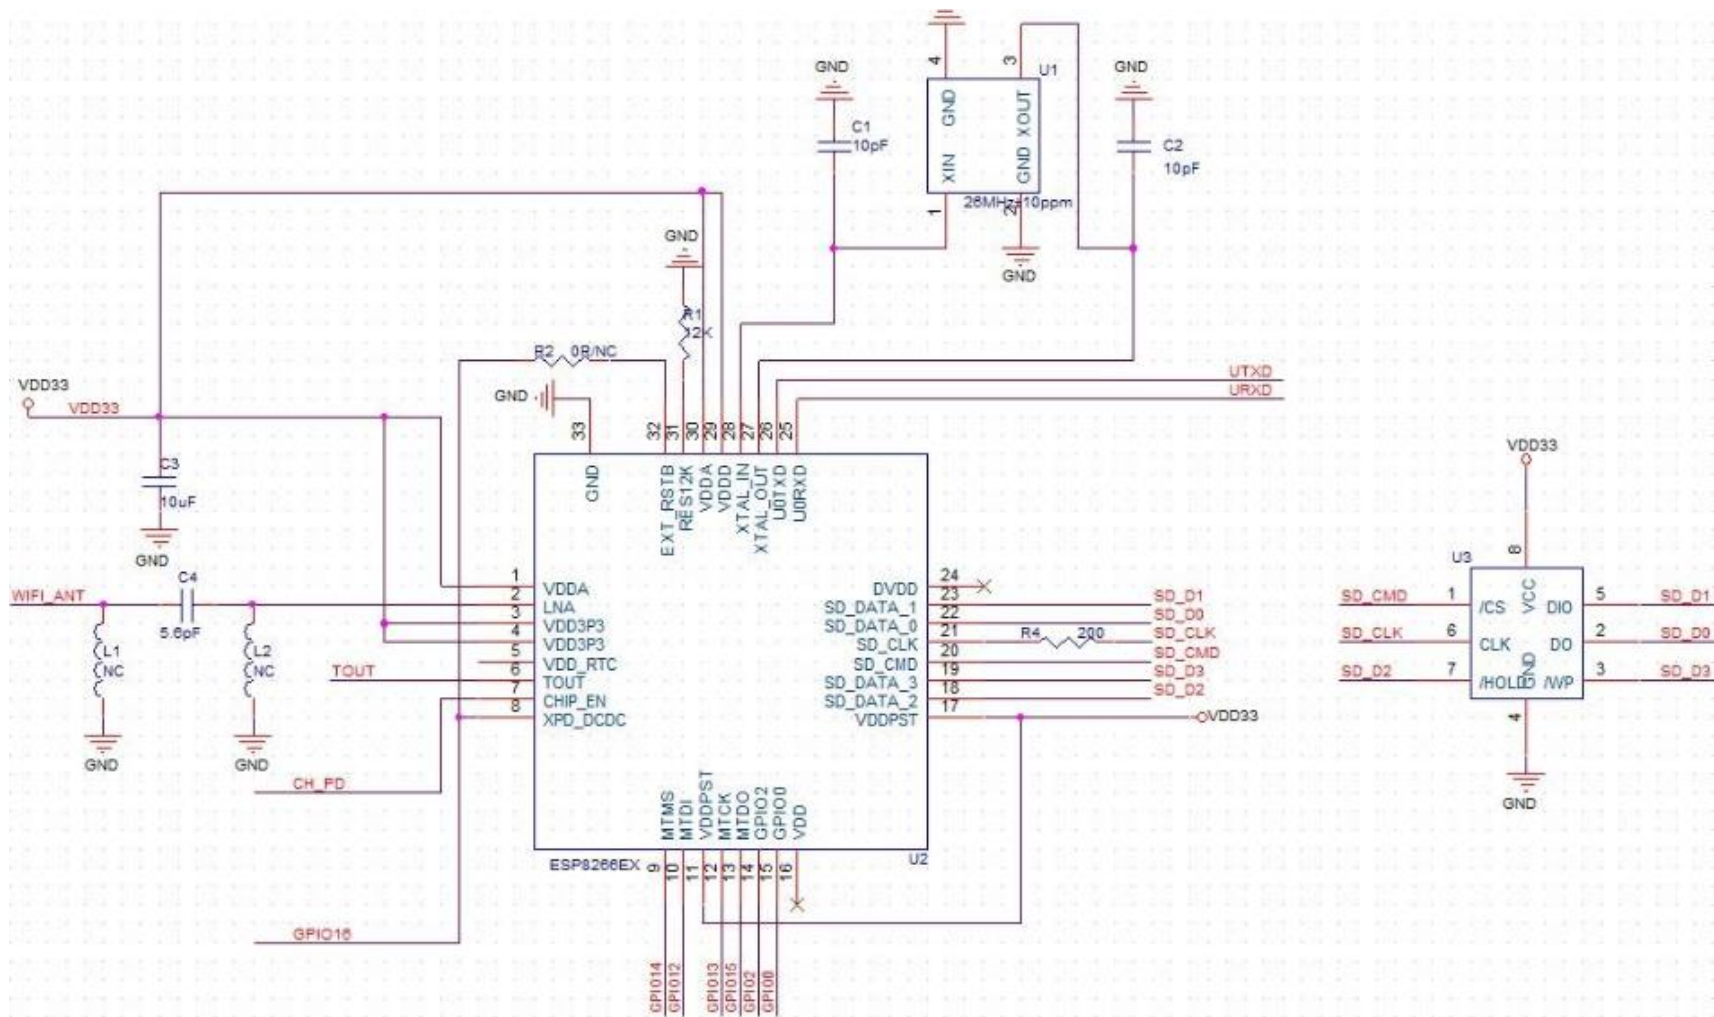 4
3
U1
GND
GND
XOUT
XIN
GND
GND
C1
10pF
C2
10pF
1
2
26MHz+10ppm
GND
GND
R1
12K
R2 0R/NC
GND
UTXD
URXD
VDD33
VDD33
C3
10uF
GND
33
32
31
30
29
28
27
26
25
GND
EXT_RSTB
RES12K
VDDA
VDDD
XTAL_IN
XTAL_OUT
U0TXD
U0RXD
WIFI_ANT
C4
5.6pF
L1
NC
L2
NC
GND
GND
TOUT
CH_PD
GPIO16
1 VDDA
2 LNA
3 VDD3P3
4 VDD3P3
5 VDD_RTC
6 TOUT
7 CHIP_EN
8 XPD_DCDC
DVDD 24
SD_DATA_1 23 SD_D1
SD_DATA_0 22 SD_D0
SD_CLK 21 R4 200 SD_CLK
SD_CMD 20 SD_CMD
SD_DATA_3 19 SD_D3
SD_DATA_2 18 SD_D2
VDDPST 17 VDD33
MTMS
MTDI
VDDPST
MTCK
MTDO
GPIO2
GPIO0
VDD
ESP8266EX
U2
9
10
11
12
13
14
15
16
GPIO14
GPIO12
GPIO13
GPIO15
GPIO2
GPIO0
VDD33
8
U3
VCC
SD_CMD 1 /CS DIO 5 SD_D1
SD_CLK 6 CLK DO 2 SD_D0
SD_D2 7 /HOLD GND /WP 3 SD_D3
4
GND